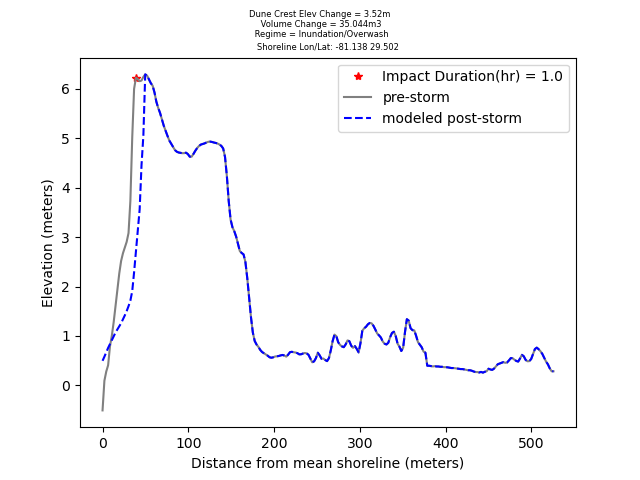 Dune Crest Elev Change = 3.52m
Volume Change = 35.044m3
Regime = Inundation/Overwash
Shoreline Lon/Lat: -81.138 29.502
Impact Duration(hr) = 1.0
pre-storm
modeled post-storm
6
5
4
3
2
1
0
Elevation (meters)
0 100 200 300 400 500
Distance from mean shoreline (meters)